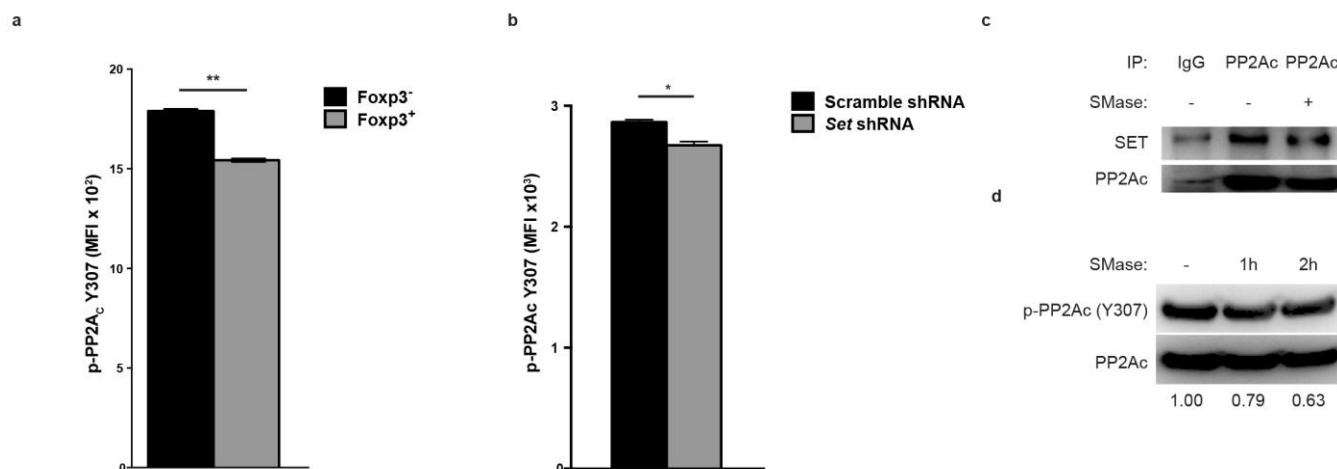 a
20
15
10
5
0
p-PP2A_C Y307 (MFI x 10²)
**
Foxp3⁻
Foxp3⁺
b
3
2
1
0
p-PP2Ac Y307 (MFI x10³)
*
Scramble shRNA
Set shRNA
c
IP: IgG PP2Ac PP2Ac
SMase: - - +
SET
PP2Ac
d
SMase: - 1h 2h
p-PP2Ac (Y307)
PP2Ac
1.00 0.79 0.63